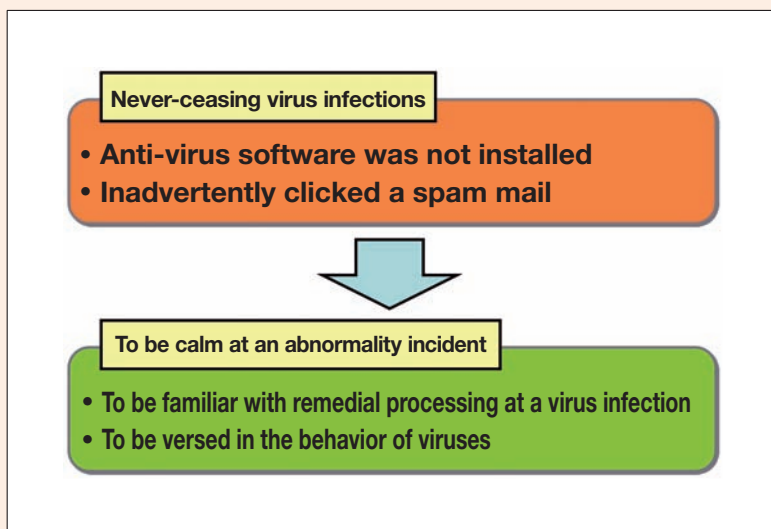 Never-ceasing virus infections
• Anti-virus software was not installed
• Inadvertently clicked a spam mail
To be calm at an abnormality incident
• To be familiar with remedial processing at a virus infection
• To be versed in the behavior of viruses